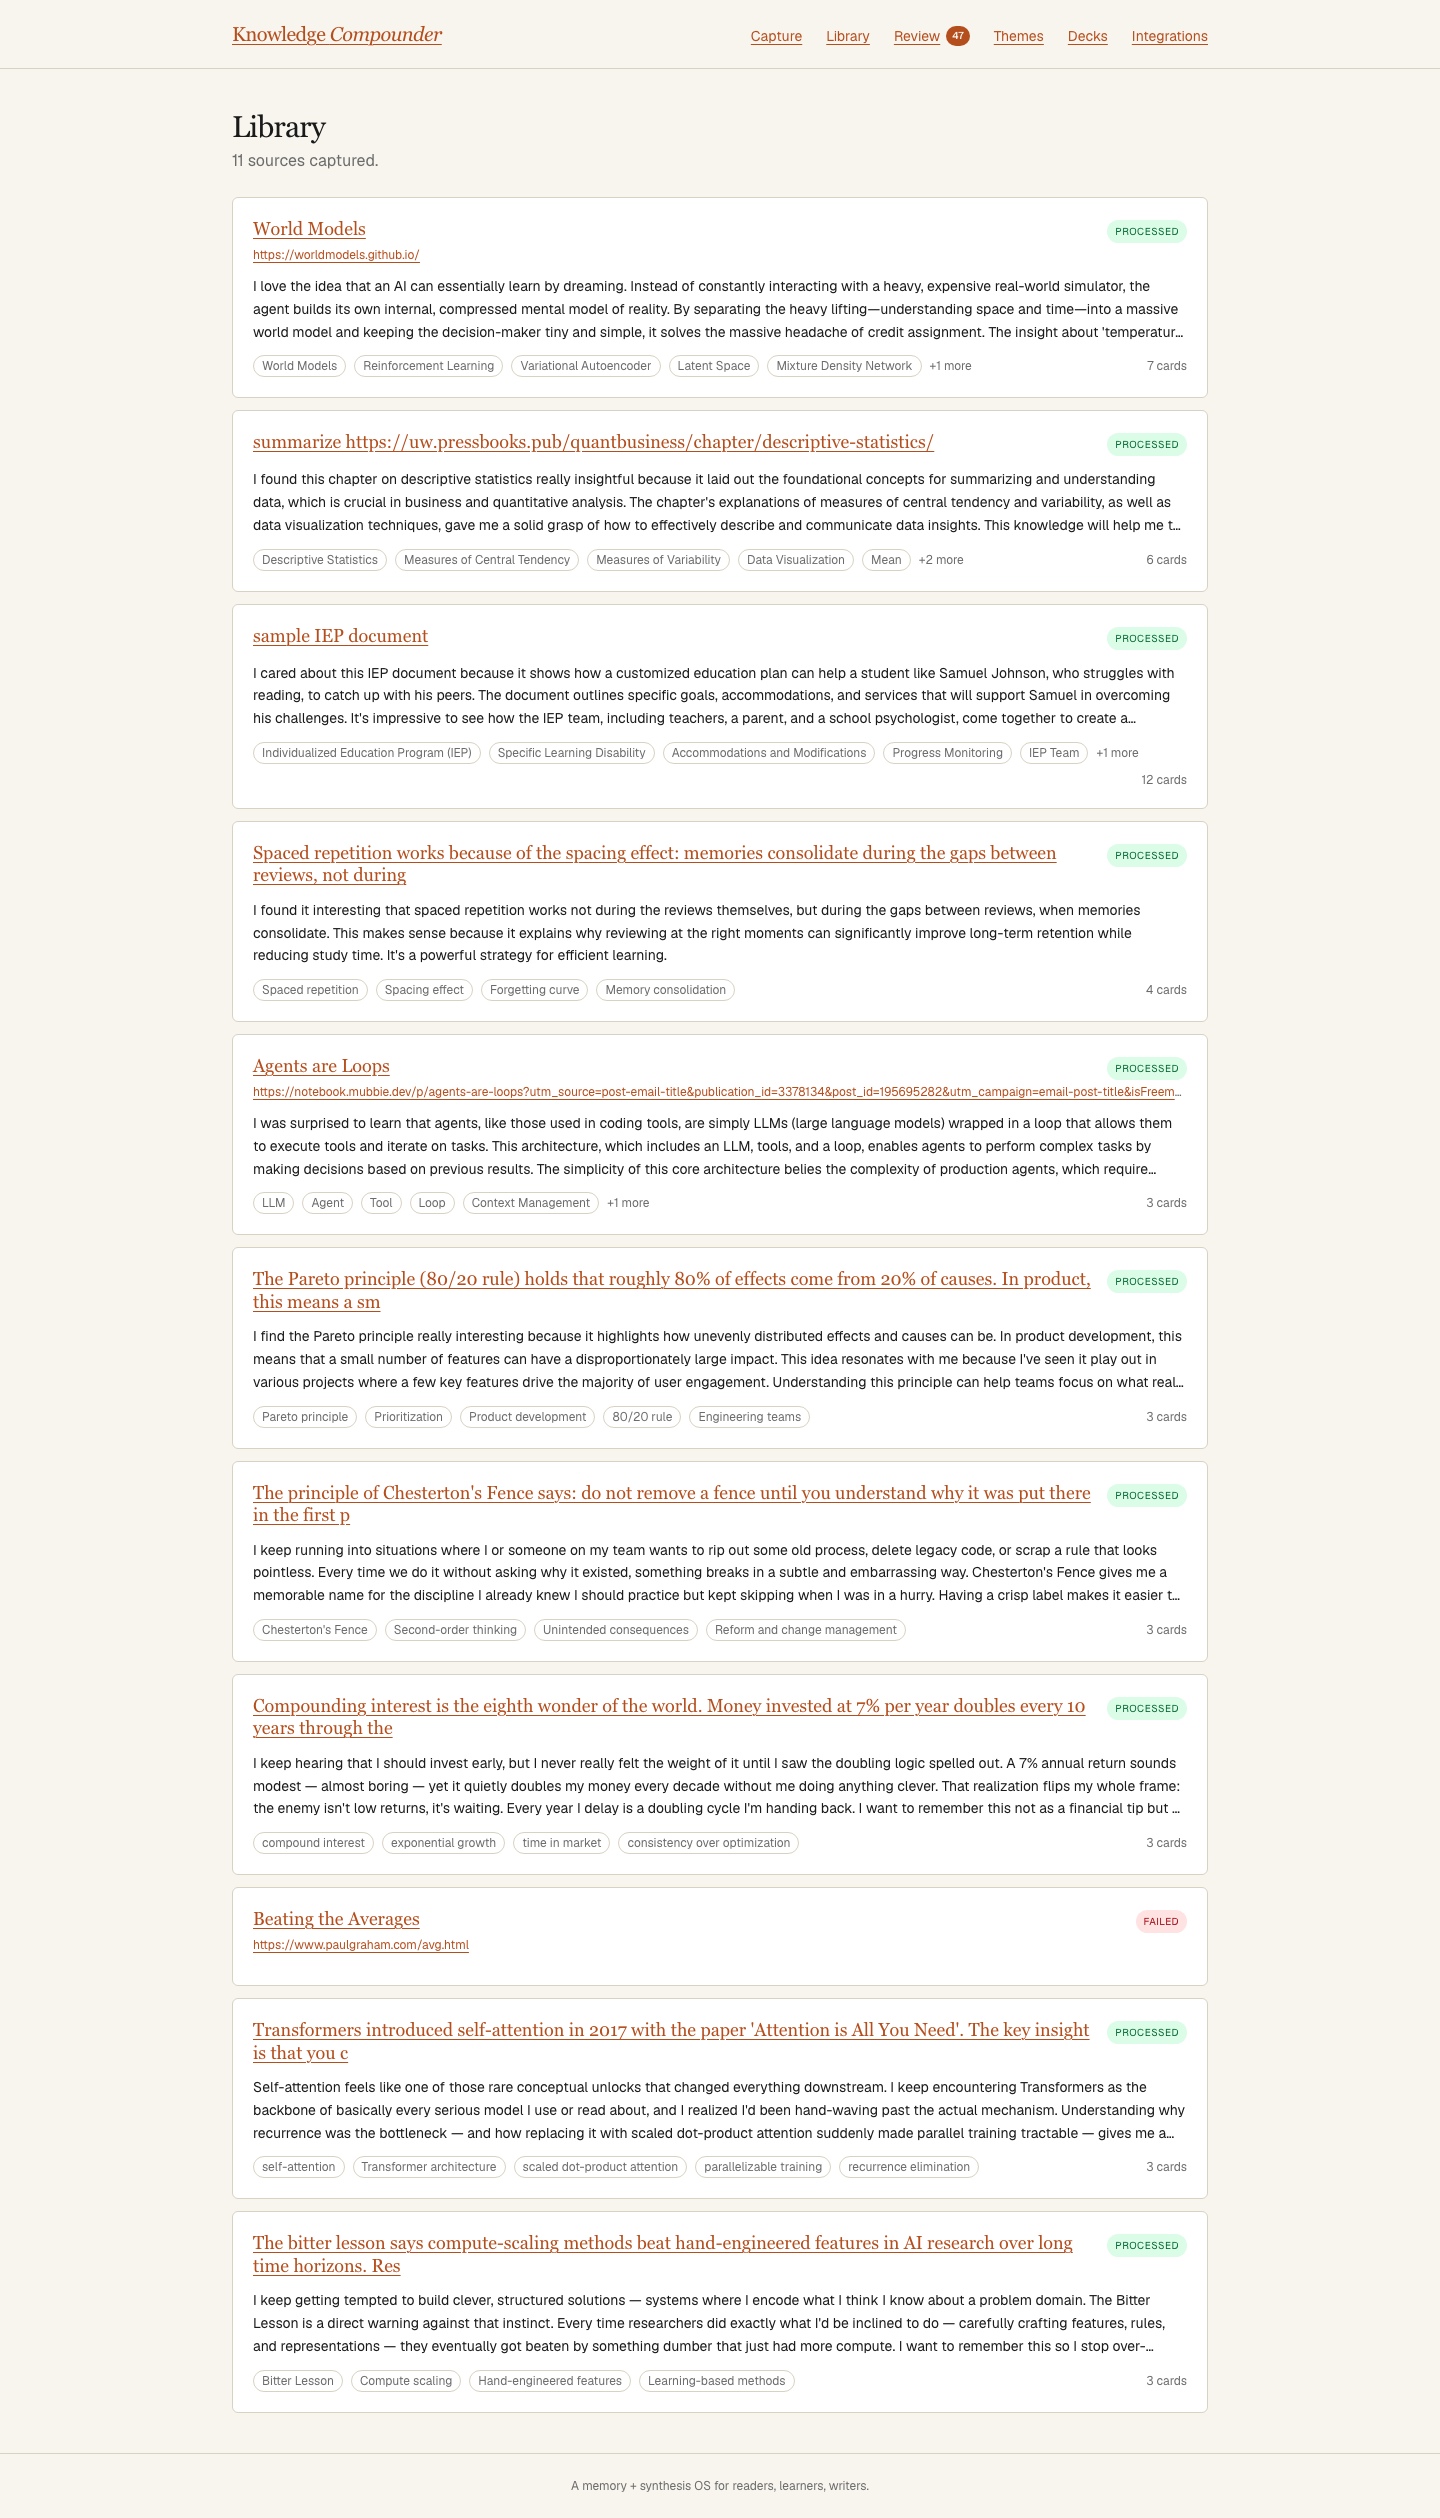 Knowledge Compounder
Capture Library Review 47 Themes Decks Integrations
Library
11 sources captured.
World Models
PROCESSED
https://worldmodels.github.io/
I love the idea that an AI can essentially learn by dreaming. Instead of constantly interacting with a heavy, expensive real-world simulator, the
agent builds its own internal, compressed mental model of reality. By separating the heavy lifting—understanding space and time—into a massive
world model and keeping the decision-maker tiny and simple, it solves the massive headache of credit assignment. The insight about 'temperatur...
World Models Reinforcement Learning Variational Autoencoder Latent Space Mixture Density Network +1 more 7 cards
summarize https://uw.pressbooks.pub/quantbusiness/chapter/descriptive-statistics/
PROCESSED
I found this chapter on descriptive statistics really insightful because it laid out the foundational concepts for summarizing and understanding
data, which is crucial in business and quantitative analysis. The chapter's explanations of measures of central tendency and variability, as well as
data visualization techniques, gave me a solid grasp of how to effectively describe and communicate data insights. This knowledge will help me t...
Descriptive Statistics Measures of Central Tendency Measures of Variability Data Visualization Mean +2 more 6 cards
sample IEP document
PROCESSED
I cared about this IEP document because it shows how a customized education plan can help a student like Samuel Johnson, who struggles with
reading, to catch up with his peers. The document outlines specific goals, accommodations, and services that will support Samuel in overcoming
his challenges. It's impressive to see how the IEP team, including teachers, a parent, and a school psychologist, come together to create a...
Individualized Education Program (IEP) Specific Learning Disability Accommodations and Modifications Progress Monitoring IEP Team +1 more
12 cards
Spaced repetition works because of the spacing effect: memories consolidate during the gaps between
reviews, not during
PROCESSED
I found it interesting that spaced repetition works not during the reviews themselves, but during the gaps between reviews, when memories
consolidate. This makes sense because it explains why reviewing at the right moments can significantly improve long-term retention while
reducing study time. It's a powerful strategy for efficient learning.
Spaced repetition Spacing effect Forgetting curve Memory consolidation 4 cards
Agents are Loops
PROCESSED
https://notebook.mubbie.dev/p/agents-are-loops?utm_source=post-email-title&publication_id=3378134&post_id=195695282&utm_campaign=email-post-title&isFreem...
I was surprised to learn that agents, like those used in coding tools, are simply LLMs (large language models) wrapped in a loop that allows them
to execute tools and iterate on tasks. This architecture, which includes an LLM, tools, and a loop, enables agents to perform complex tasks by
making decisions based on previous results. The simplicity of this core architecture belies the complexity of production agents, which require...
LLM Agent Tool Loop Context Management +1 more 3 cards
The Pareto principle (80/20 rule) holds that roughly 80% of effects come from 20% of causes. In product,
this means a sm
PROCESSED
I find the Pareto principle really interesting because it highlights how unevenly distributed effects and causes can be. In product development, this
means that a small number of features can have a disproportionately large impact. This idea resonates with me because I've seen it play out in
various projects where a few key features drive the majority of user engagement. Understanding this principle can help teams focus on what real...
Pareto principle Prioritization Product development 80/20 rule Engineering teams 3 cards
The principle of Chesterton's Fence says: do not remove a fence until you understand why it was put there
in the first p
PROCESSED
I keep running into situations where I or someone on my team wants to rip out some old process, delete legacy code, or scrap a rule that looks
pointless. Every time we do it without asking why it existed, something breaks in a subtle and embarrassing way. Chesterton's Fence gives me a
memorable name for the discipline I already knew I should practice but kept skipping when I was in a hurry. Having a crisp label makes it easier t...
Chesterton's Fence Second-order thinking Unintended consequences Reform and change management 3 cards
Compounding interest is the eighth wonder of the world. Money invested at 7% per year doubles every 10
years through the
PROCESSED
I keep hearing that I should invest early, but I never really felt the weight of it until I saw the doubling logic spelled out. A 7% annual return sounds
modest — almost boring — yet it quietly doubles my money every decade without me doing anything clever. That realization flips my whole frame:
the enemy isn't low returns, it's waiting. Every year I delay is a doubling cycle I'm handing back. I want to remember this not as a financial tip but ...
compound interest exponential growth time in market consistency over optimization 3 cards
Beating the Averages
FAILED
https://www.paulgraham.com/avg.html
Transformers introduced self-attention in 2017 with the paper 'Attention is All You Need'. The key insight
is that you c
PROCESSED
Self-attention feels like one of those rare conceptual unlocks that changed everything downstream. I keep encountering Transformers as the
backbone of basically every serious model I use or read about, and I realized I'd been hand-waving past the actual mechanism. Understanding why
recurrence was the bottleneck — and how replacing it with scaled dot-product attention suddenly made parallel training tractable — gives me a...
self-attention Transformer architecture scaled dot-product attention parallelizable training recurrence elimination 3 cards
The bitter lesson says compute-scaling methods beat hand-engineered features in AI research over long
time horizons. Res
PROCESSED
I keep getting tempted to build clever, structured solutions — systems where I encode what I think I know about a problem domain. The Bitter
Lesson is a direct warning against that instinct. Every time researchers did exactly what I'd be inclined to do — carefully crafting features, rules,
and representations — they eventually got beaten by something dumber that just had more compute. I want to remember this so I stop over-...
Bitter Lesson Compute scaling Hand-engineered features Learning-based methods 3 cards
A memory + synthesis OS for readers, learners, writers.